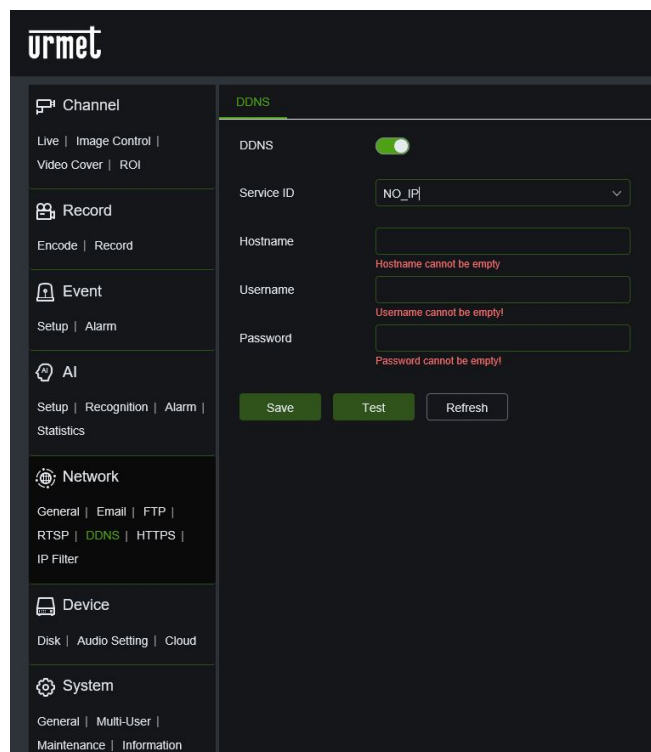 urmet
Channel
Live | Image Control |
Video Cover | ROI
Record
Encode | Record
Event
Setup | Alarm
AI
AI
Setup | Recognition | Alarm |
Statistics
Network
General | Email | FTP |
RTSP | DDNS | HTTPS |
IP Filter
Device
Disk | Audio Setting | Cloud
System
General | Multi-User |
Maintenance | Information
DDNS
DDNS
Service ID
NO_IP
Hostname
Hostname cannot be empty
Username
Username cannot be empty!
Password
Password cannot be empty!
Save
Test
Refresh